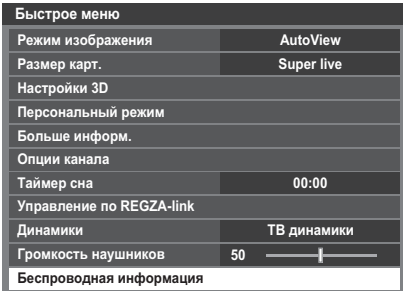 Быстрое меню
Режим изображения AutoView
Размер карт. Super live
Настройки 3D
Персональный режим
Больше информ.
Опции канала
Таймер сна 00:00
Управление по REGZA-link
Динамики ТВ динамики
Громкость наушников 50
Беспроводная информация